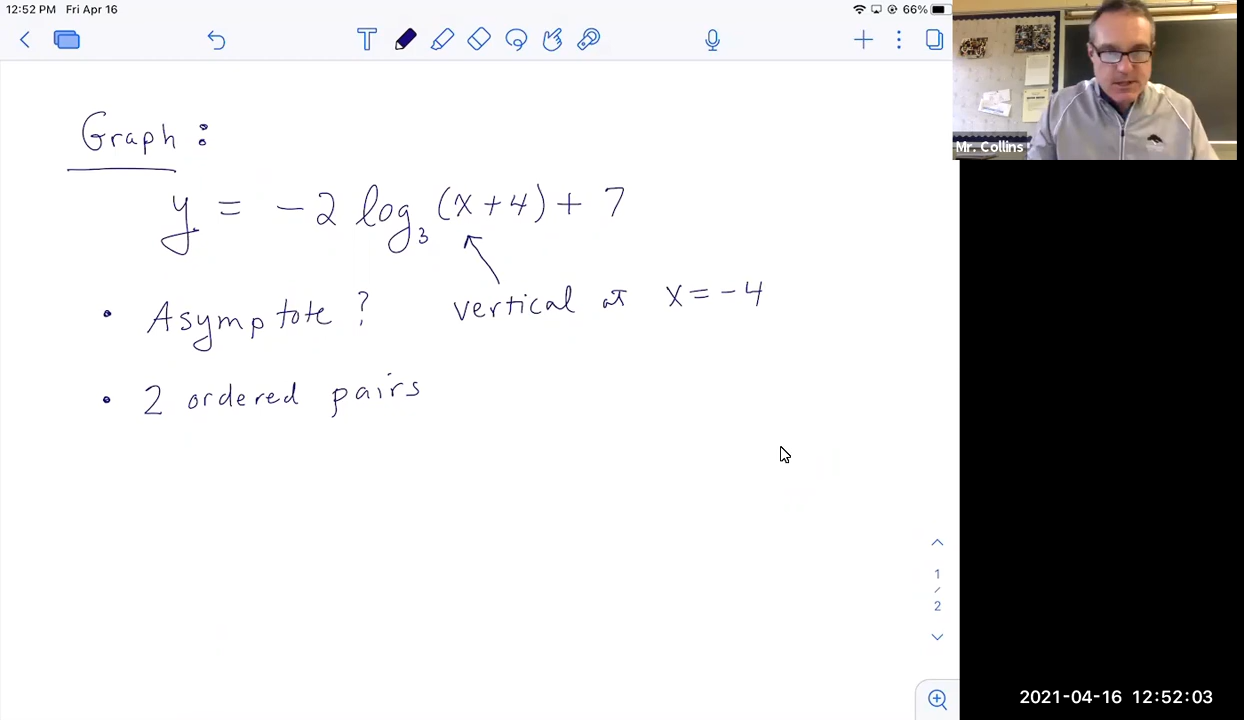 12:52 PM Fri Apr 16
66%
Mr. Collins
Graph:
y = -2 log₃ (x+4) + 7
• Asymptote? vertical at x = -4
• 2 ordered pairs
1
/
2
2021-04-16 12:52:03